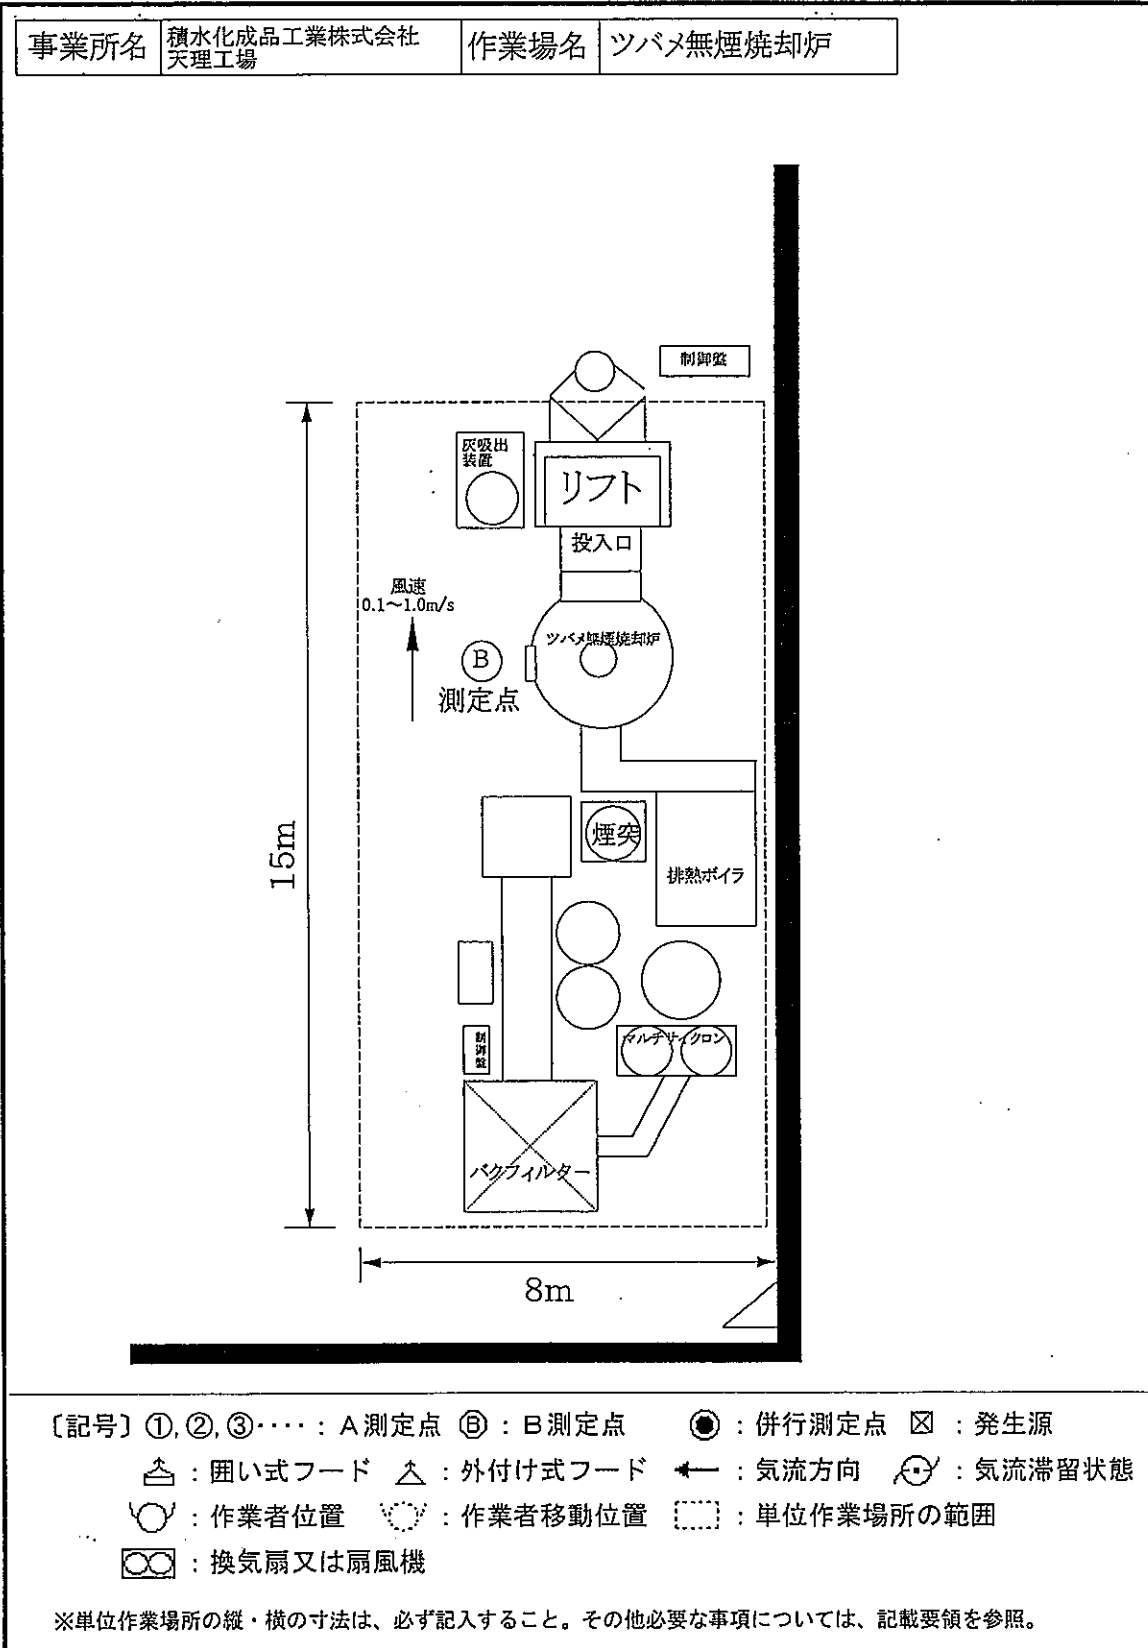 事業所名
積水化成品工業株式会社
天理工場
作業場名
ツバメ無煙焼却炉
制御盤
灰吸出
装置
リフト
投入口
風速
0.1〜1.0m/s
ツバメ無煙焼却炉
B
測定点
15m
煙突
排熱ボイラ
制御盤
マルチサイクロン
バグフィルター
8m
〔記号〕①,②,③‥‥：A測定点 Ⓑ：B測定点 ◉：併行測定点 ☒：発生源
：囲い式フード ：外付け式フード ←：気流方向 ：気流滞留状態
：作業者位置 ：作業者移動位置 ：単位作業場所の範囲
：換気扇又は扇風機
※単位作業場所の縦・横の寸法は、必ず記入すること。その他必要な事項については、記載要領を参照。